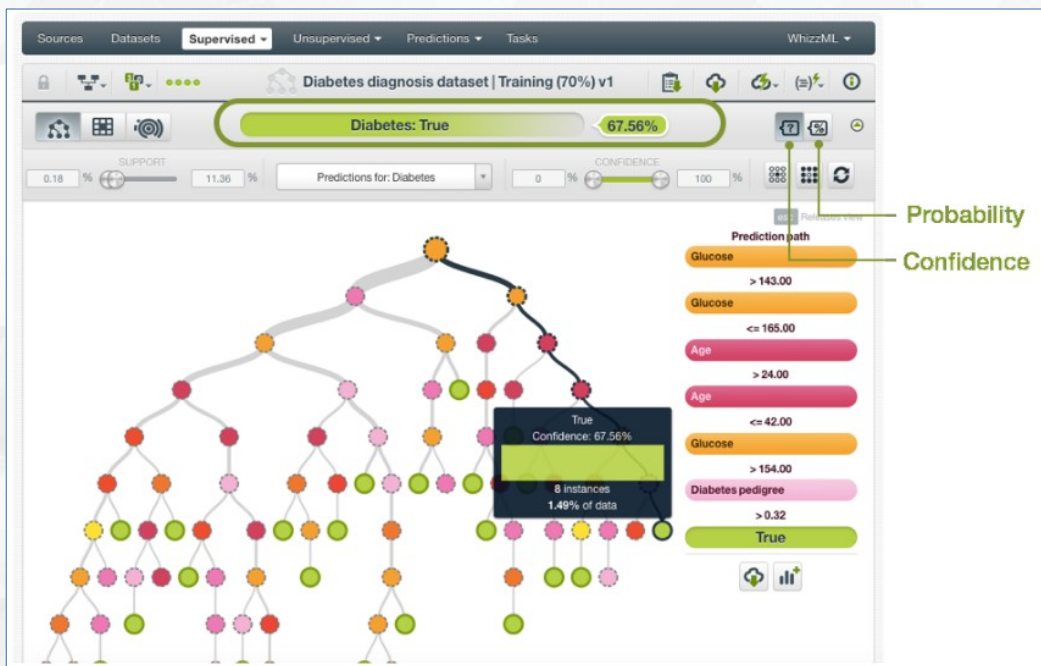 Sources Datasets Supervised Unsupervised Predictions Tasks WhizzML
Diabetes diagnosis dataset | Training (70%) v1
Diabetes: True 67.56%
SUPPORT CONFIDENCE
0.18 % 11.36 % Predictions for: Diabetes 0 % 100 %
esc Releases view
Probability
Prediction path
Glucose
Confidence
> 143.00
Glucose
<= 165.00
Age
> 24.00
Age
<= 42.00
Glucose
> 154.00
Diabetes pedigree
> 0.32
True
True
Confidence: 67.56%
8 instances
1.49% of data